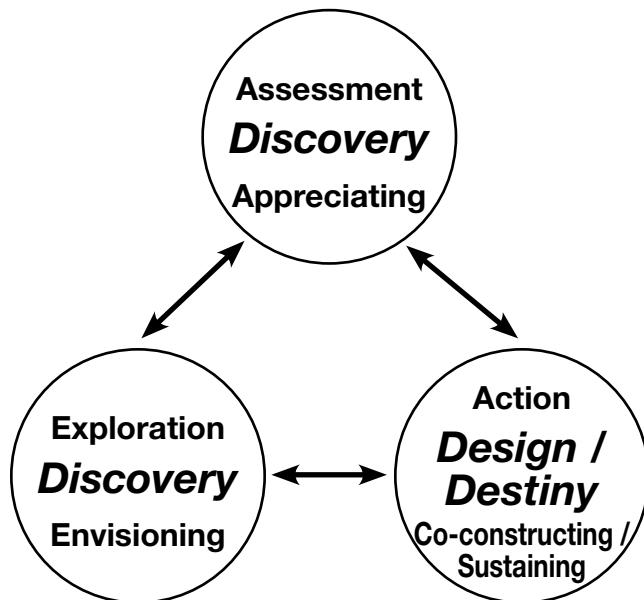 Assessment
Discovery
Appreciating
Exploration
Discovery
Envisioning
Action
Design /
Destiny
Co-constructing /
Sustaining